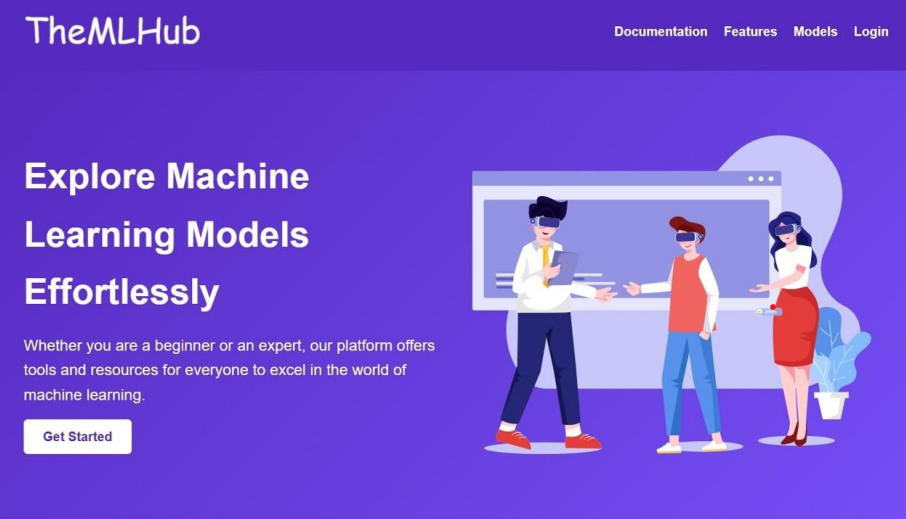 TheMLHub
Documentation Features Models Login
Explore Machine
Learning Models
Effortlessly
Whether you are a beginner or an expert, our platform offers
tools and resources for everyone to excel in the world of
machine learning.
Get Started